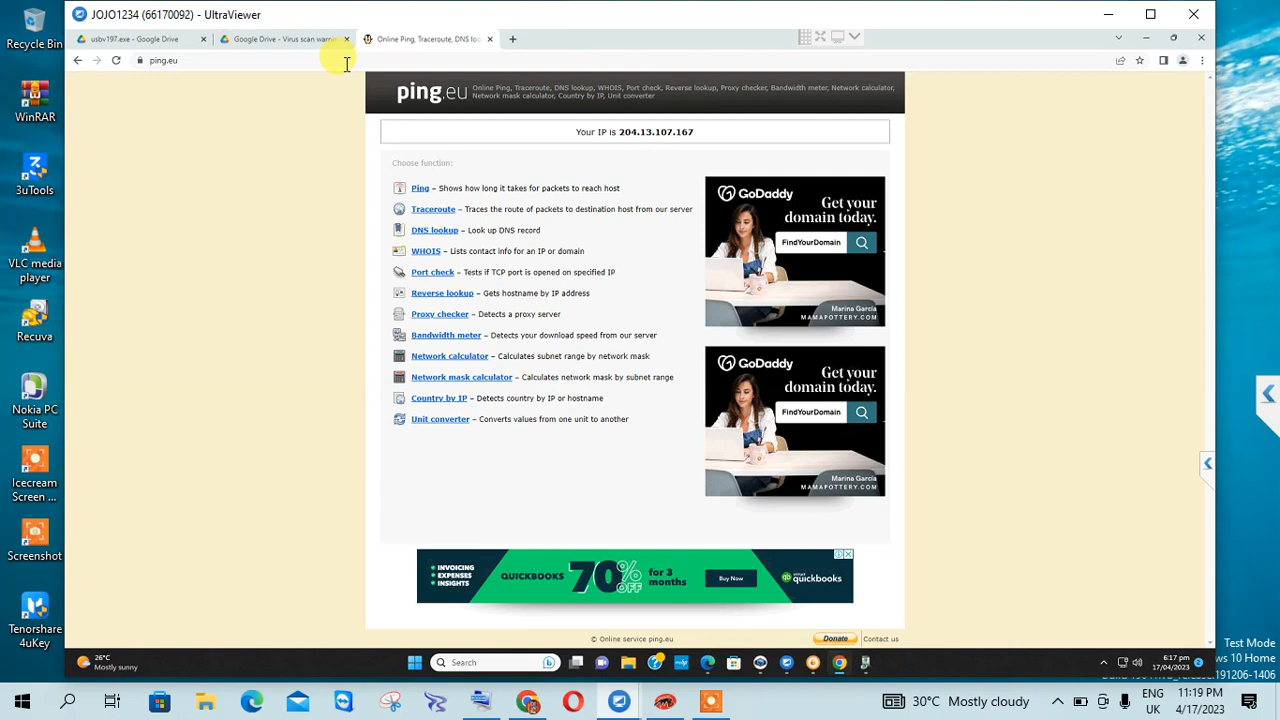 JOJO1234 (66170092) - UltraViewer
usbv197.exe - Google Drive
Google Drive - Virus scan warnin
Online Ping, Traceroute, DNS loo
ping.eu
ping.eu
Online Ping, Traceroute, DNS lookup, WHOIS, Port check, Reverse lookup, Proxy checker, Bandwidth meter, Network calculator,
Network mask calculator, Country by IP, Unit converter
Your IP is 204.13.107.167
Choose function:
Ping – Shows how long it takes for packets to reach host
Traceroute – Traces the route of packets to destination host from our server
DNS lookup – Look up DNS record
WHOIS – Lists contact info for an IP or domain
Port check – Tests if TCP port is opened on specified IP
Reverse lookup – Gets hostname by IP address
Proxy checker – Detects a proxy server
Bandwidth meter – Detects your download speed from our server
Network calculator – Calculates subnet range by network mask
Network mask calculator – Calculates network mask by subnet range
Country by IP – Detects country by IP or hostname
Unit converter – Converts values from one unit to another
GoDaddy
Get your
domain today.
FindYourDomain
Marina García
MAMAPOTTERY.COM
GoDaddy
Get your
domain today.
FindYourDomain
Marina García
MAMAPOTTERY.COM
INVOICING
EXPENSES
INSIGHTS
QUICKBOOKS 70% OFF for 3 months
Buy Now
quickbooks
© Online service ping.eu
Donate
Contact us
Recycle Bin
WinRAR
3uTools
VLC media
player
Recuva
Nokia PC
Suite
Icecream
Screen ...
Screenshot
Tenorshare
4uKey
26°C
Mostly sunny
Search
6:17 pm
17/04/2023
Test Mode
ws 10 Home
191206-1406
30°C Mostly cloudy
ENG
UK
11:19 PM
4/17/2023